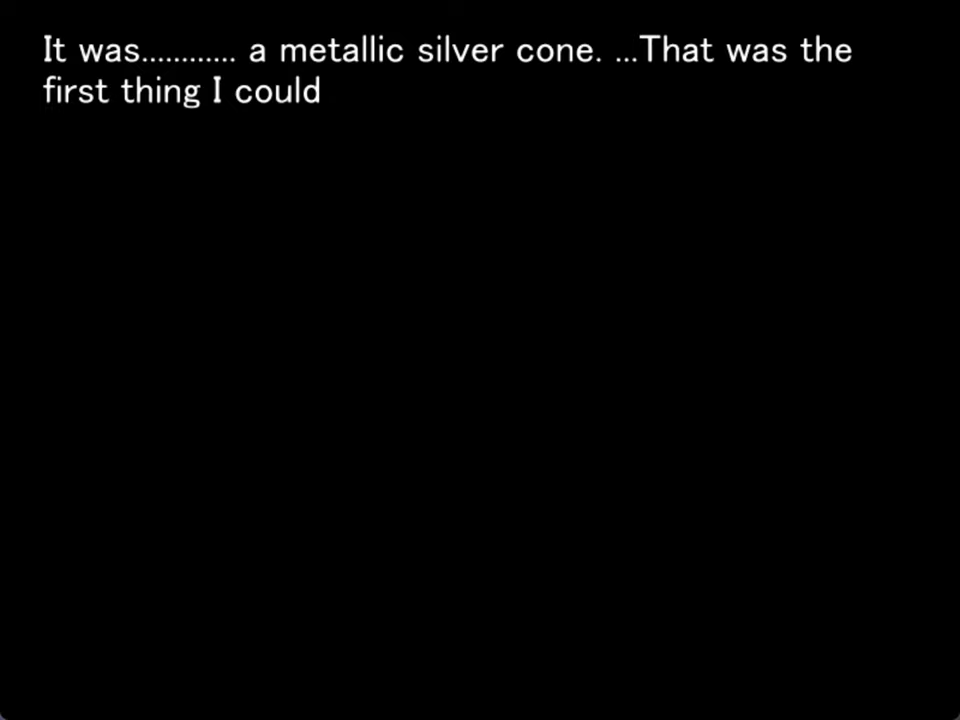 It was............ a metallic silver cone. ...That was the
first thing I could